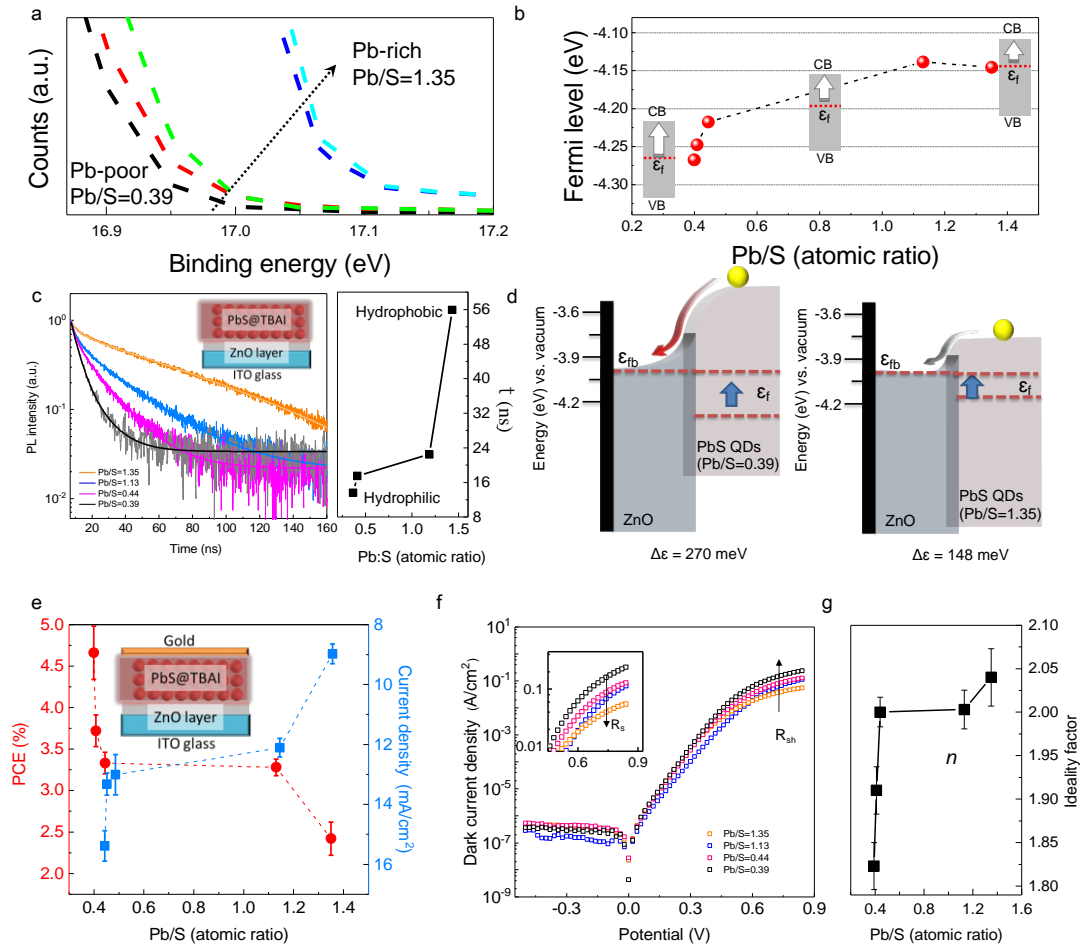 a
Counts (a.u.)
Pb-rich
Pb/S=1.35
Pb-poor
Pb/S=0.39
16.9 17.0 17.1 17.2
Binding energy (eV)
b
Fermi level (eV)
-4.10
-4.15
-4.20
-4.25
-4.30
CB
εf
VB
CB
εf
VB
CB
εf
VB
0.2 0.4 0.6 0.8 1.0 1.2 1.4
Pb/S (atomic ratio)
c
PL intensity (a.u.)
10⁰
10⁻¹
10⁻²
PbS@TBAI
ZnO layer
ITO glass
Pb/S=1.35
Pb/S=1.13
Pb/S=0.44
Pb/S=0.39
0 20 40 60 80 100 120 140 160
Time (ns)
Hydrophobic
Hydrophilic
56
48
40
32
24
16
8
t (ns)
0.5 1.0 1.5
Pb:S (atomic ratio)
d
Energy (eV) vs. vacuum
-3.6
-3.9
-4.2
εfb
εf
PbS QDs
(Pb/S=0.39)
ZnO
Δε = 270 meV
Energy (eV) vs. vacuum
-3.6
-3.9
-4.2
εfb
εf
PbS QDs
(Pb/S=1.35)
ZnO
Δε = 148 meV
e
PCE (%)
5.0
4.5
4.0
3.5
3.0
2.5
2.0
Gold
PbS@TBAI
ZnO layer
ITO glass
8
9
12
13
16
Current density (mA/cm²)
0.4 0.6 0.8 1.0 1.2 1.4
Pb/S (atomic ratio)
f
Dark current density (A/cm²)
10¹
10⁻¹
10⁻³
10⁻⁵
10⁻⁷
10⁻⁹
0.1
0.01
Rs
0.4 0.6 0.8 1.0
Rsh
Pb/S=1.35
Pb/S=1.13
Pb/S=0.44
Pb/S=0.39
-0.3 0.0 0.3 0.6 0.9
Potential (V)
g
n
2.10
2.05
2.00
1.95
1.90
1.85
1.80
Ideality factor
0.4 0.8 1.2 1.6
Pb/S (atomic ratio)